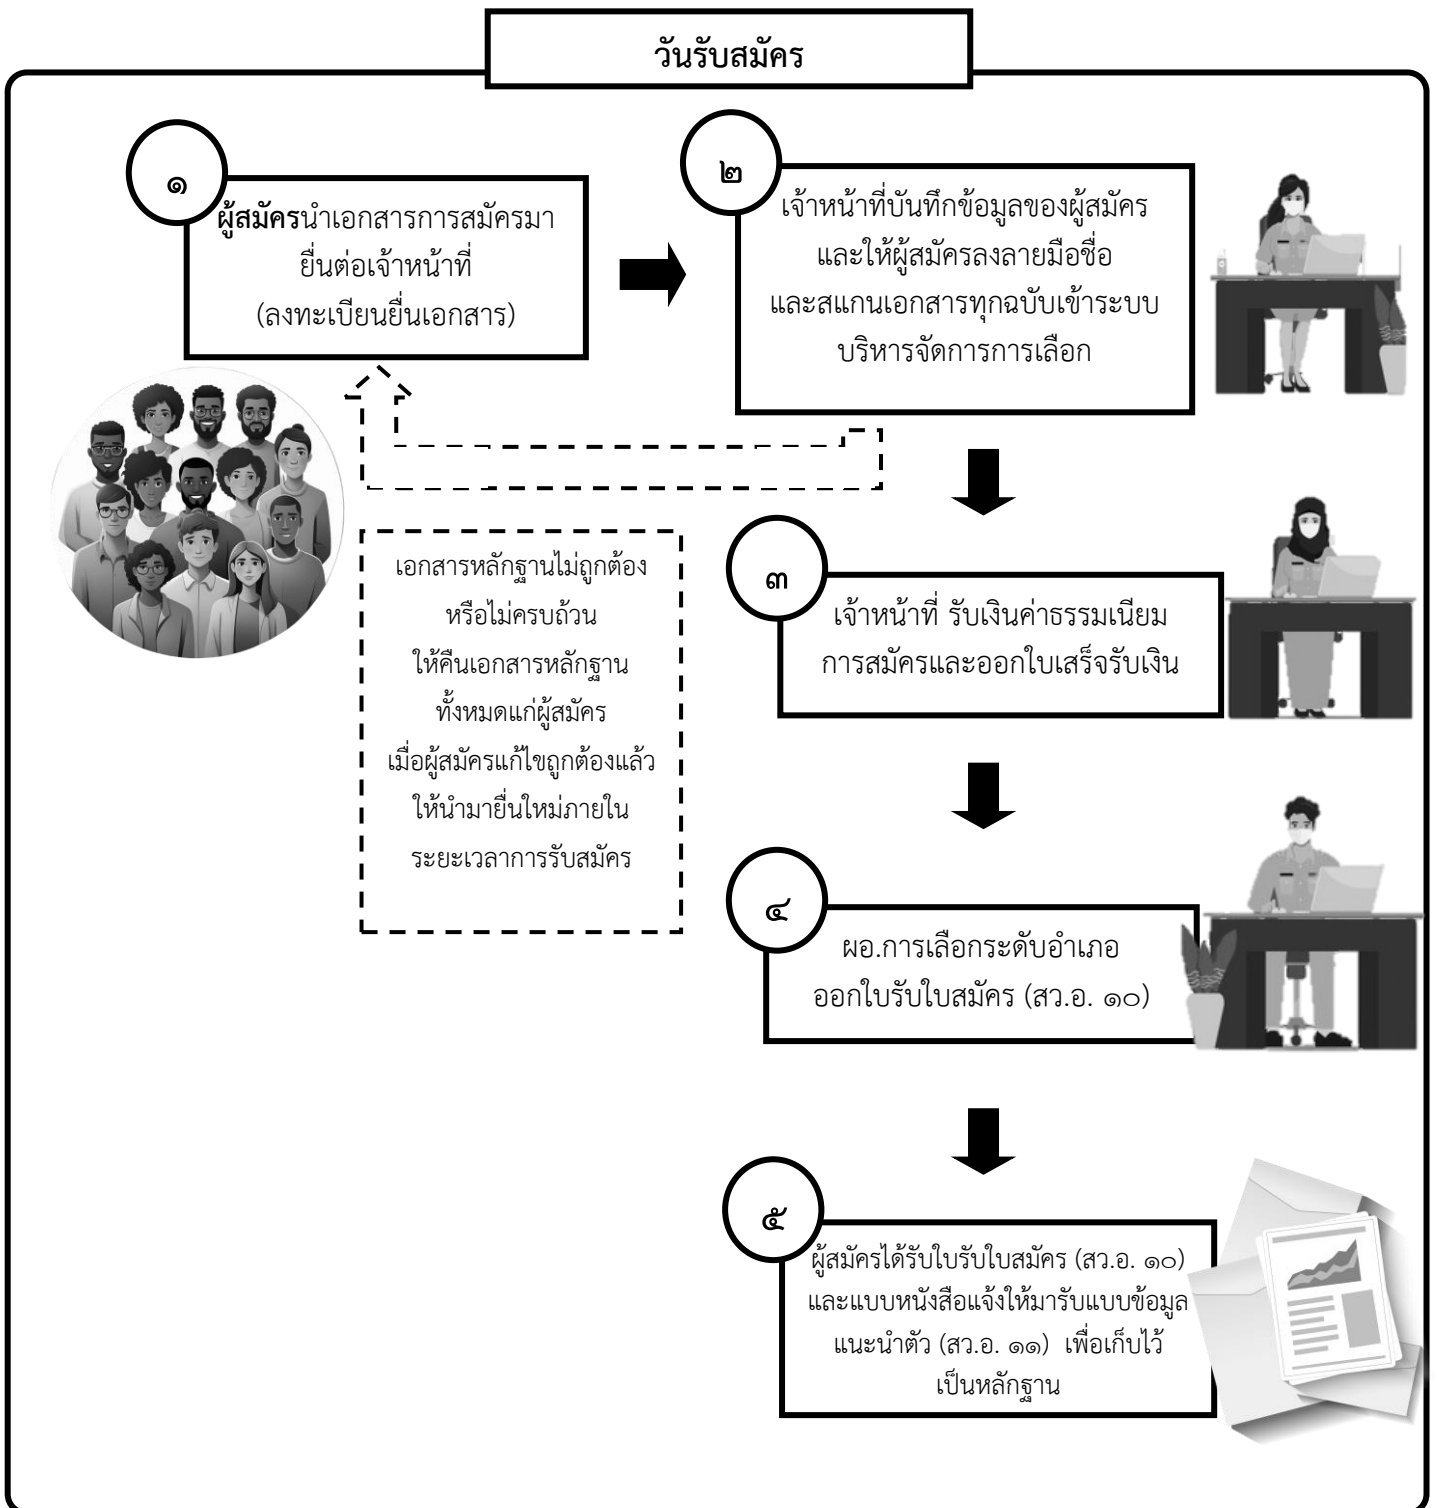 วันรับสมัคร
๑
ผู้สมัครนำเอกสารการสมัครมา
ยื่นต่อเจ้าหน้าที่
(ลงทะเบียนยื่นเอกสาร)
๒
เจ้าหน้าที่บันทึกข้อมูลของผู้สมัคร
และให้ผู้สมัครลงลายมือชื่อ
และสแกนเอกสารทุกฉบับเข้าระบบ
บริหารจัดการการเลือก
เอกสารหลักฐานไม่ถูกต้อง
หรือไม่ครบถ้วน
ให้คืนเอกสารหลักฐาน
ทั้งหมดแก่ผู้สมัคร
เมื่อผู้สมัครแก้ไขถูกต้องแล้ว
ให้นำมายื่นใหม่ภายใน
ระยะเวลาการรับสมัคร
๓
เจ้าหน้าที่ รับเงินค่าธรรมเนียม
การสมัครและออกใบเสร็จรับเงิน
๔
ผอ.การเลือกระดับอำเภอ
ออกใบรับใบสมัคร (สว.อ. ๑๐)
๕
ผู้สมัครได้รับใบรับใบสมัคร (สว.อ. ๑๐)
และแบบหนังสือแจ้งให้มารับแบบข้อมูล
แนะนำตัว (สว.อ. ๑๑) เพื่อเก็บไว้
เป็นหลักฐาน